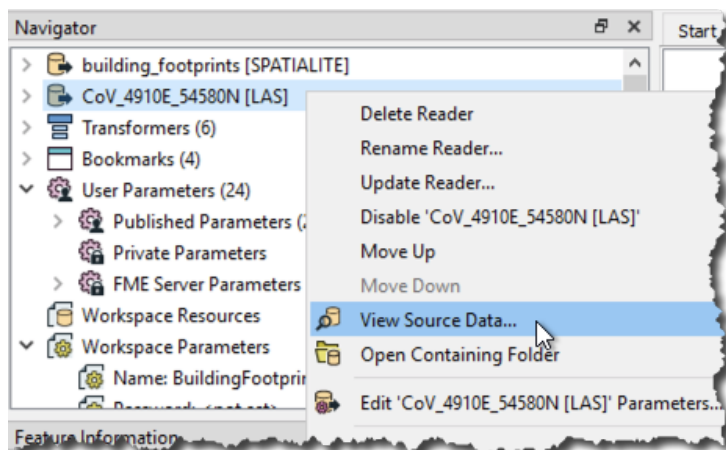 Navigator
Start
building_footprints [SPATIALITE]
CoV_4910E_54580N [LAS]
Transformers (6)
Bookmarks (4)
User Parameters (24)
Published Parameters (
Private Parameters
FME Server Parameters
Workspace Resources
Workspace Parameters
Name: BuildingFootprin
Feature Information
Delete Reader
Rename Reader...
Update Reader...
Disable 'CoV_4910E_54580N [LAS]'
Move Up
Move Down
View Source Data...
Open Containing Folder
Edit 'CoV_4910E_54580N [LAS]' Parameters...